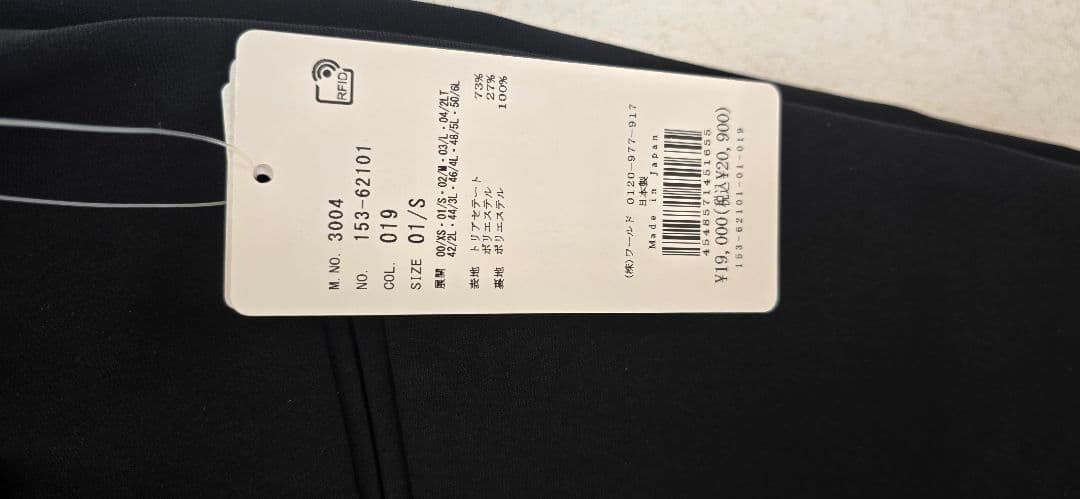 RFID
M. NO. 3004
NO. 153-62101
COL. 019
SIZE 01/S
展開 00/XS・01/S・02/M・03/L・04/2LT
42/2L・44/3L・46/4L・48/5L・50/6L
表地 トリアセテート 73%
ポリエステル 27%
裏地 ポリエステル 100%
(株)ワールド 0120-977-917
日本製
Made in Japan
4548571451655
¥19,000(税込¥20,900)
153-62101-01-019